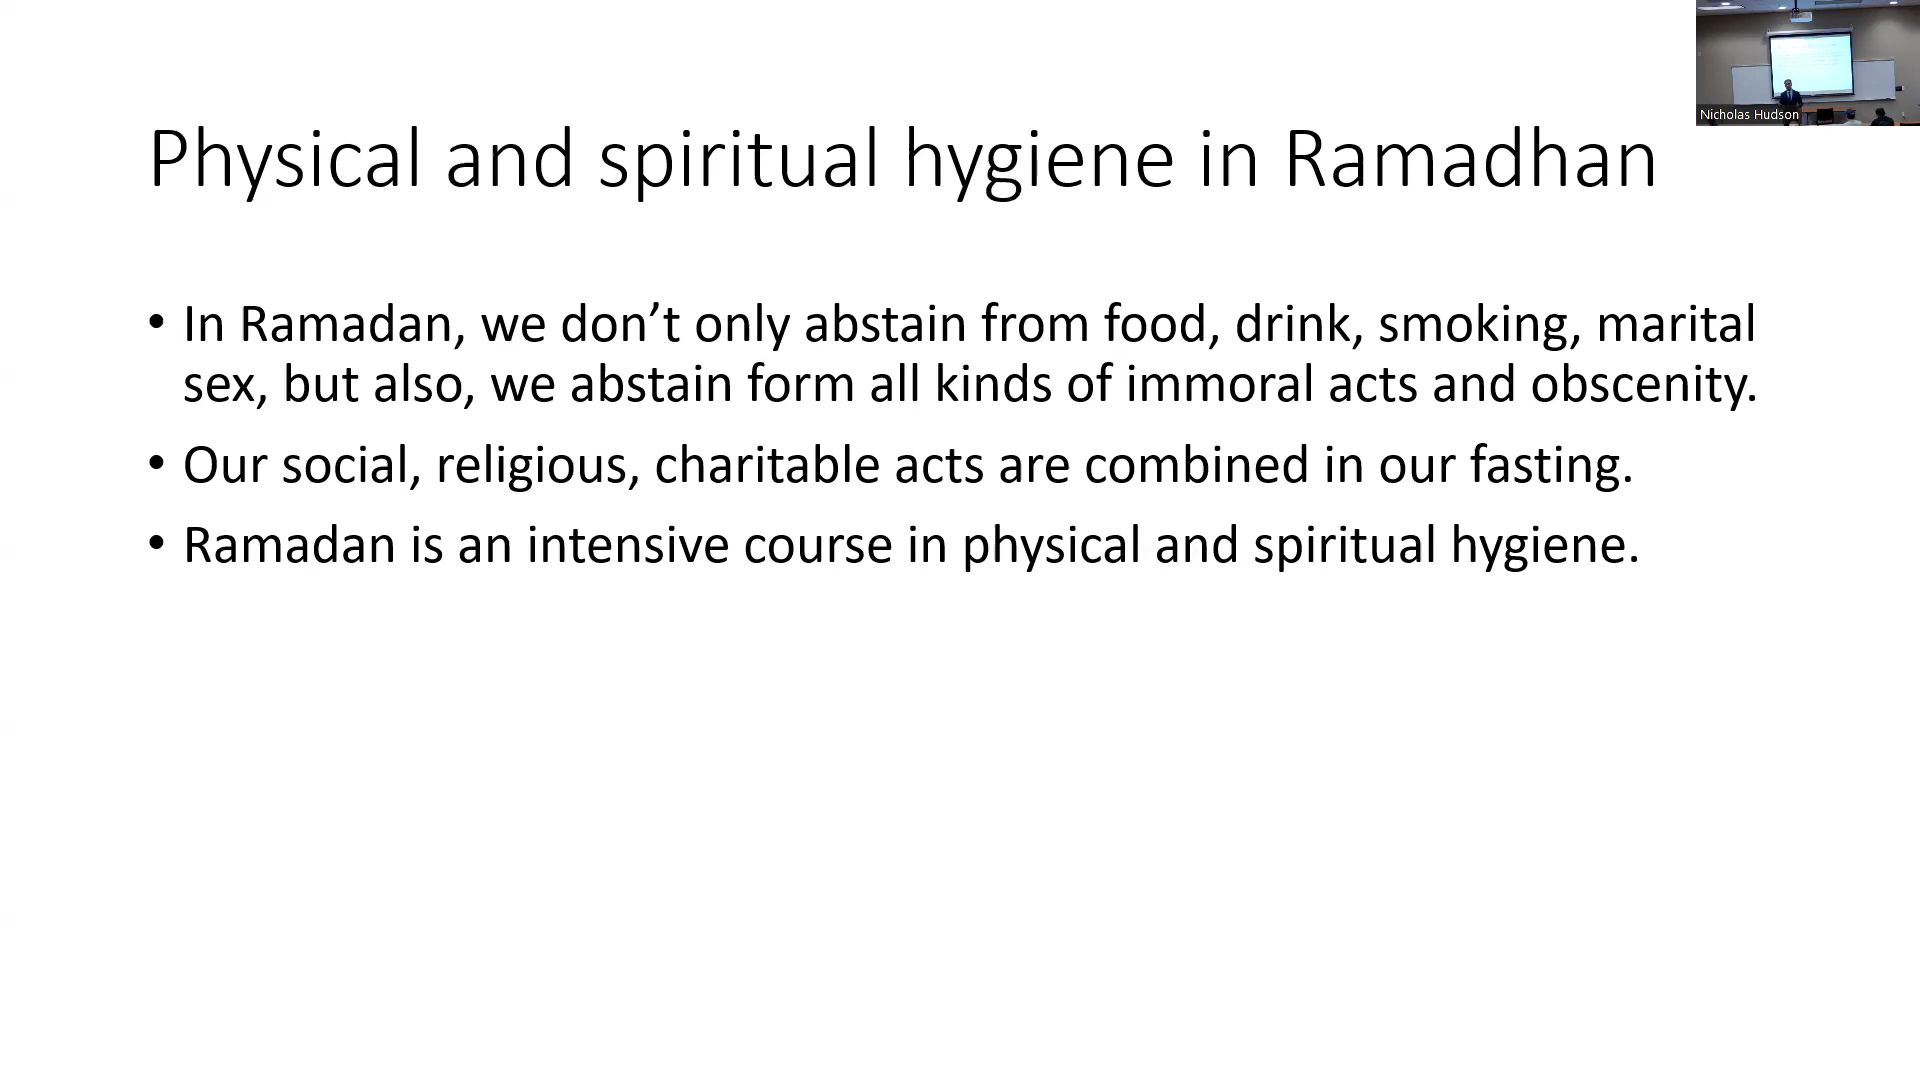 Nicholas Hudson
Physical and spiritual hygiene in Ramadhan
• In Ramadan, we don’t only abstain from food, drink, smoking, marital
sex, but also, we abstain form all kinds of immoral acts and obscenity.
• Our social, religious, charitable acts are combined in our fasting.
• Ramadan is an intensive course in physical and spiritual hygiene.